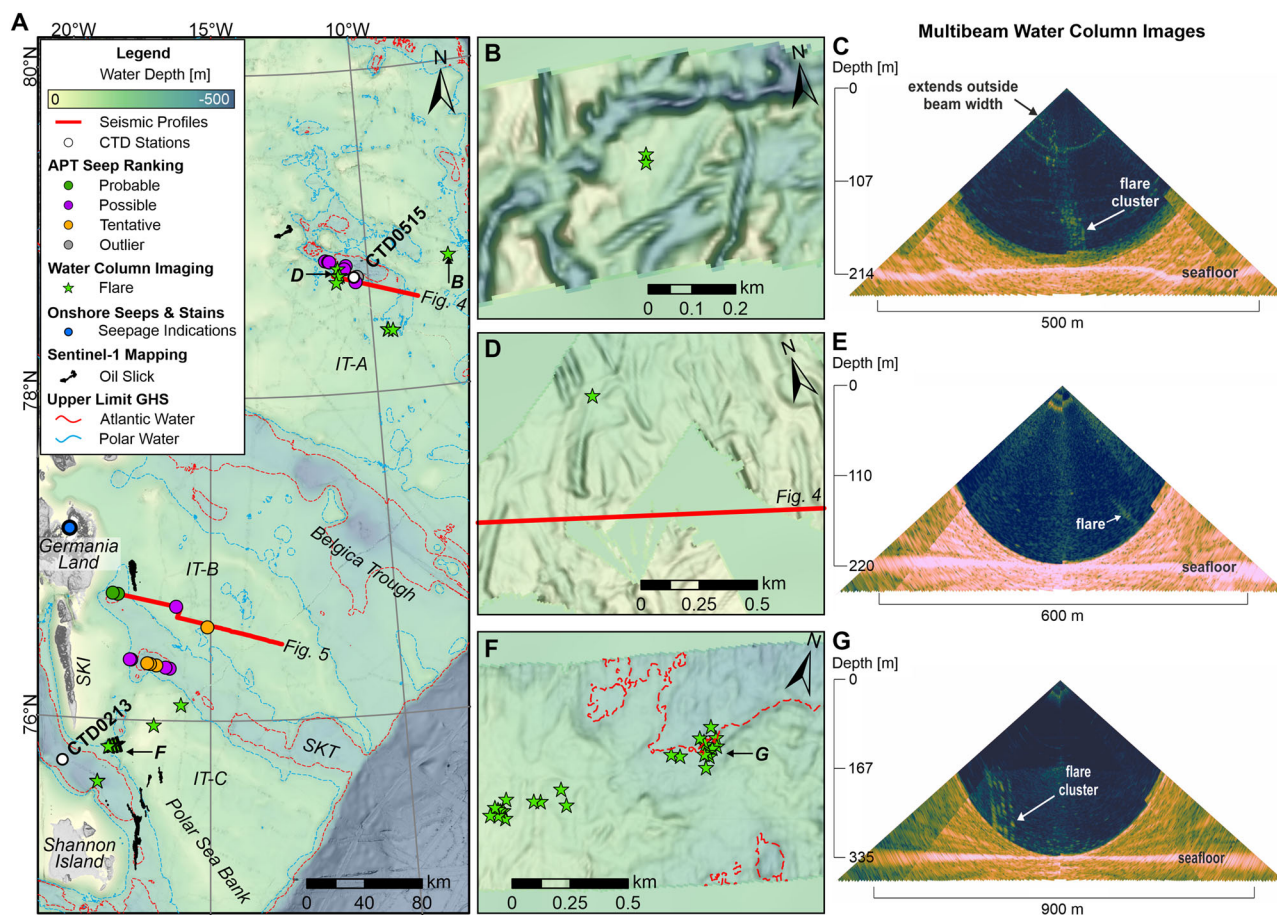 A
20°W
15°W
10°W
80°N
78°N
76°N
Legend
Water Depth [m]
0
-500
Seismic Profiles
CTD Stations
APT Seep Ranking
Probable
Possible
Tentative
Outlier
Water Column Imaging
Flare
Onshore Seeps & Stains
Seepage Indications
Sentinel-1 Mapping
Oil Slick
Upper Limit GHS
Atlantic Water
Polar Water
N
CTD0515
D
B
Fig. 4
IT-A
Germania
Land
IT-B
Belgica Trough
Fig. 5
SKI
CTD0213
F
SKT
IT-C
Polar Sea Bank
Shannon
Island
km
0 40 80
B
N
km
0 0.1 0.2
D
N
Fig. 4
km
0 0.25 0.5
F
N
G
km
0 0.25 0.5
Multibeam Water Column Images
C
Depth [m]
0
extends outside
beam width
107
flare
cluster
214
seafloor
500 m
E
Depth [m]
0
110
flare
220
seafloor
600 m
G
Depth [m]
0
167
flare
cluster
335
seafloor
900 m